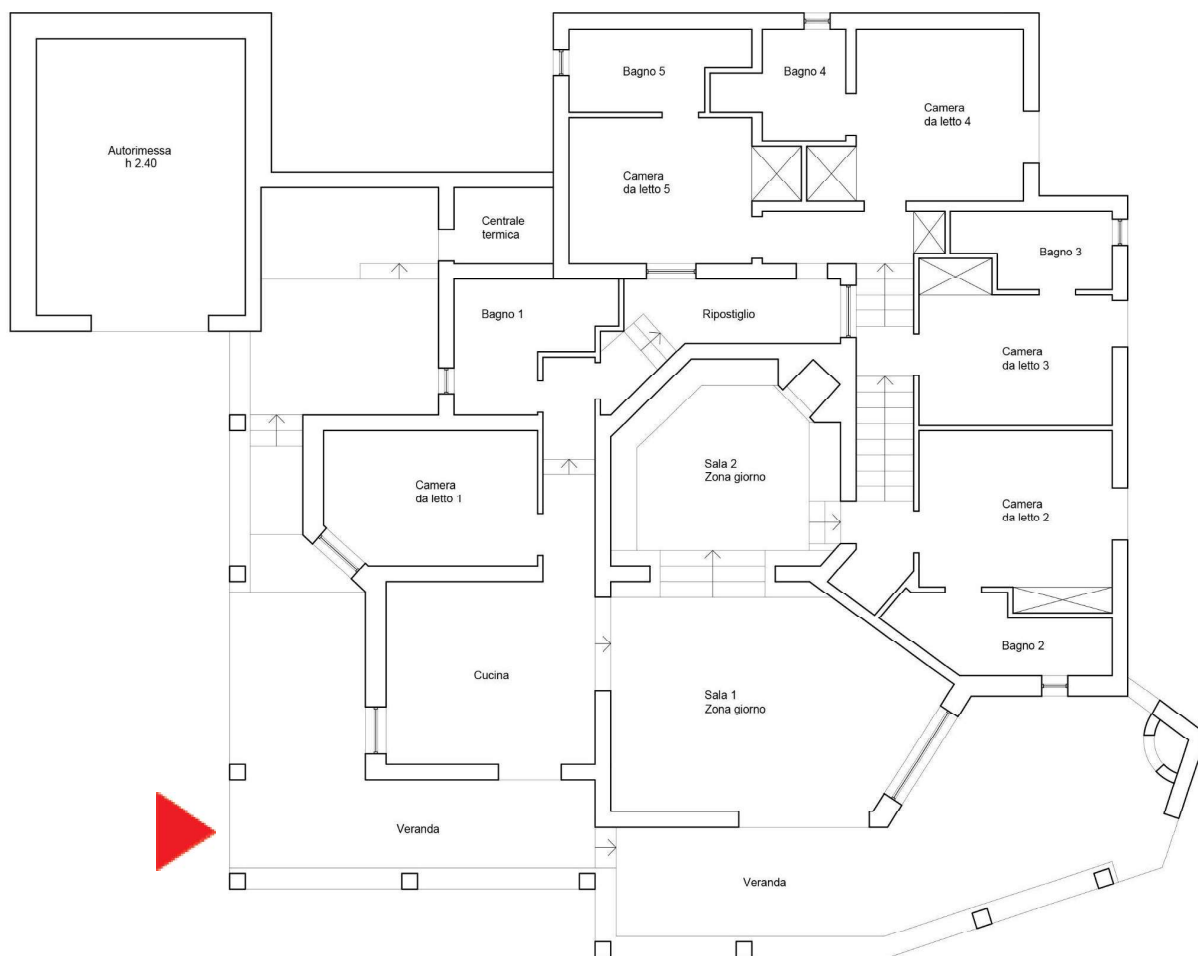 Bagno 5
Bagno 4
Camera
da letto 4
Autorimessa
h 2.40
Camera
da letto 5
Centrale
termica
Bagno 3
Bagno 1
Ripostiglio
Camera
da letto 3
Sala 2
Zona giorno
Camera
da letto 1
Camera
da letto 2
Bagno 2
Cucina
Sala 1
Zona giorno
Veranda
Veranda